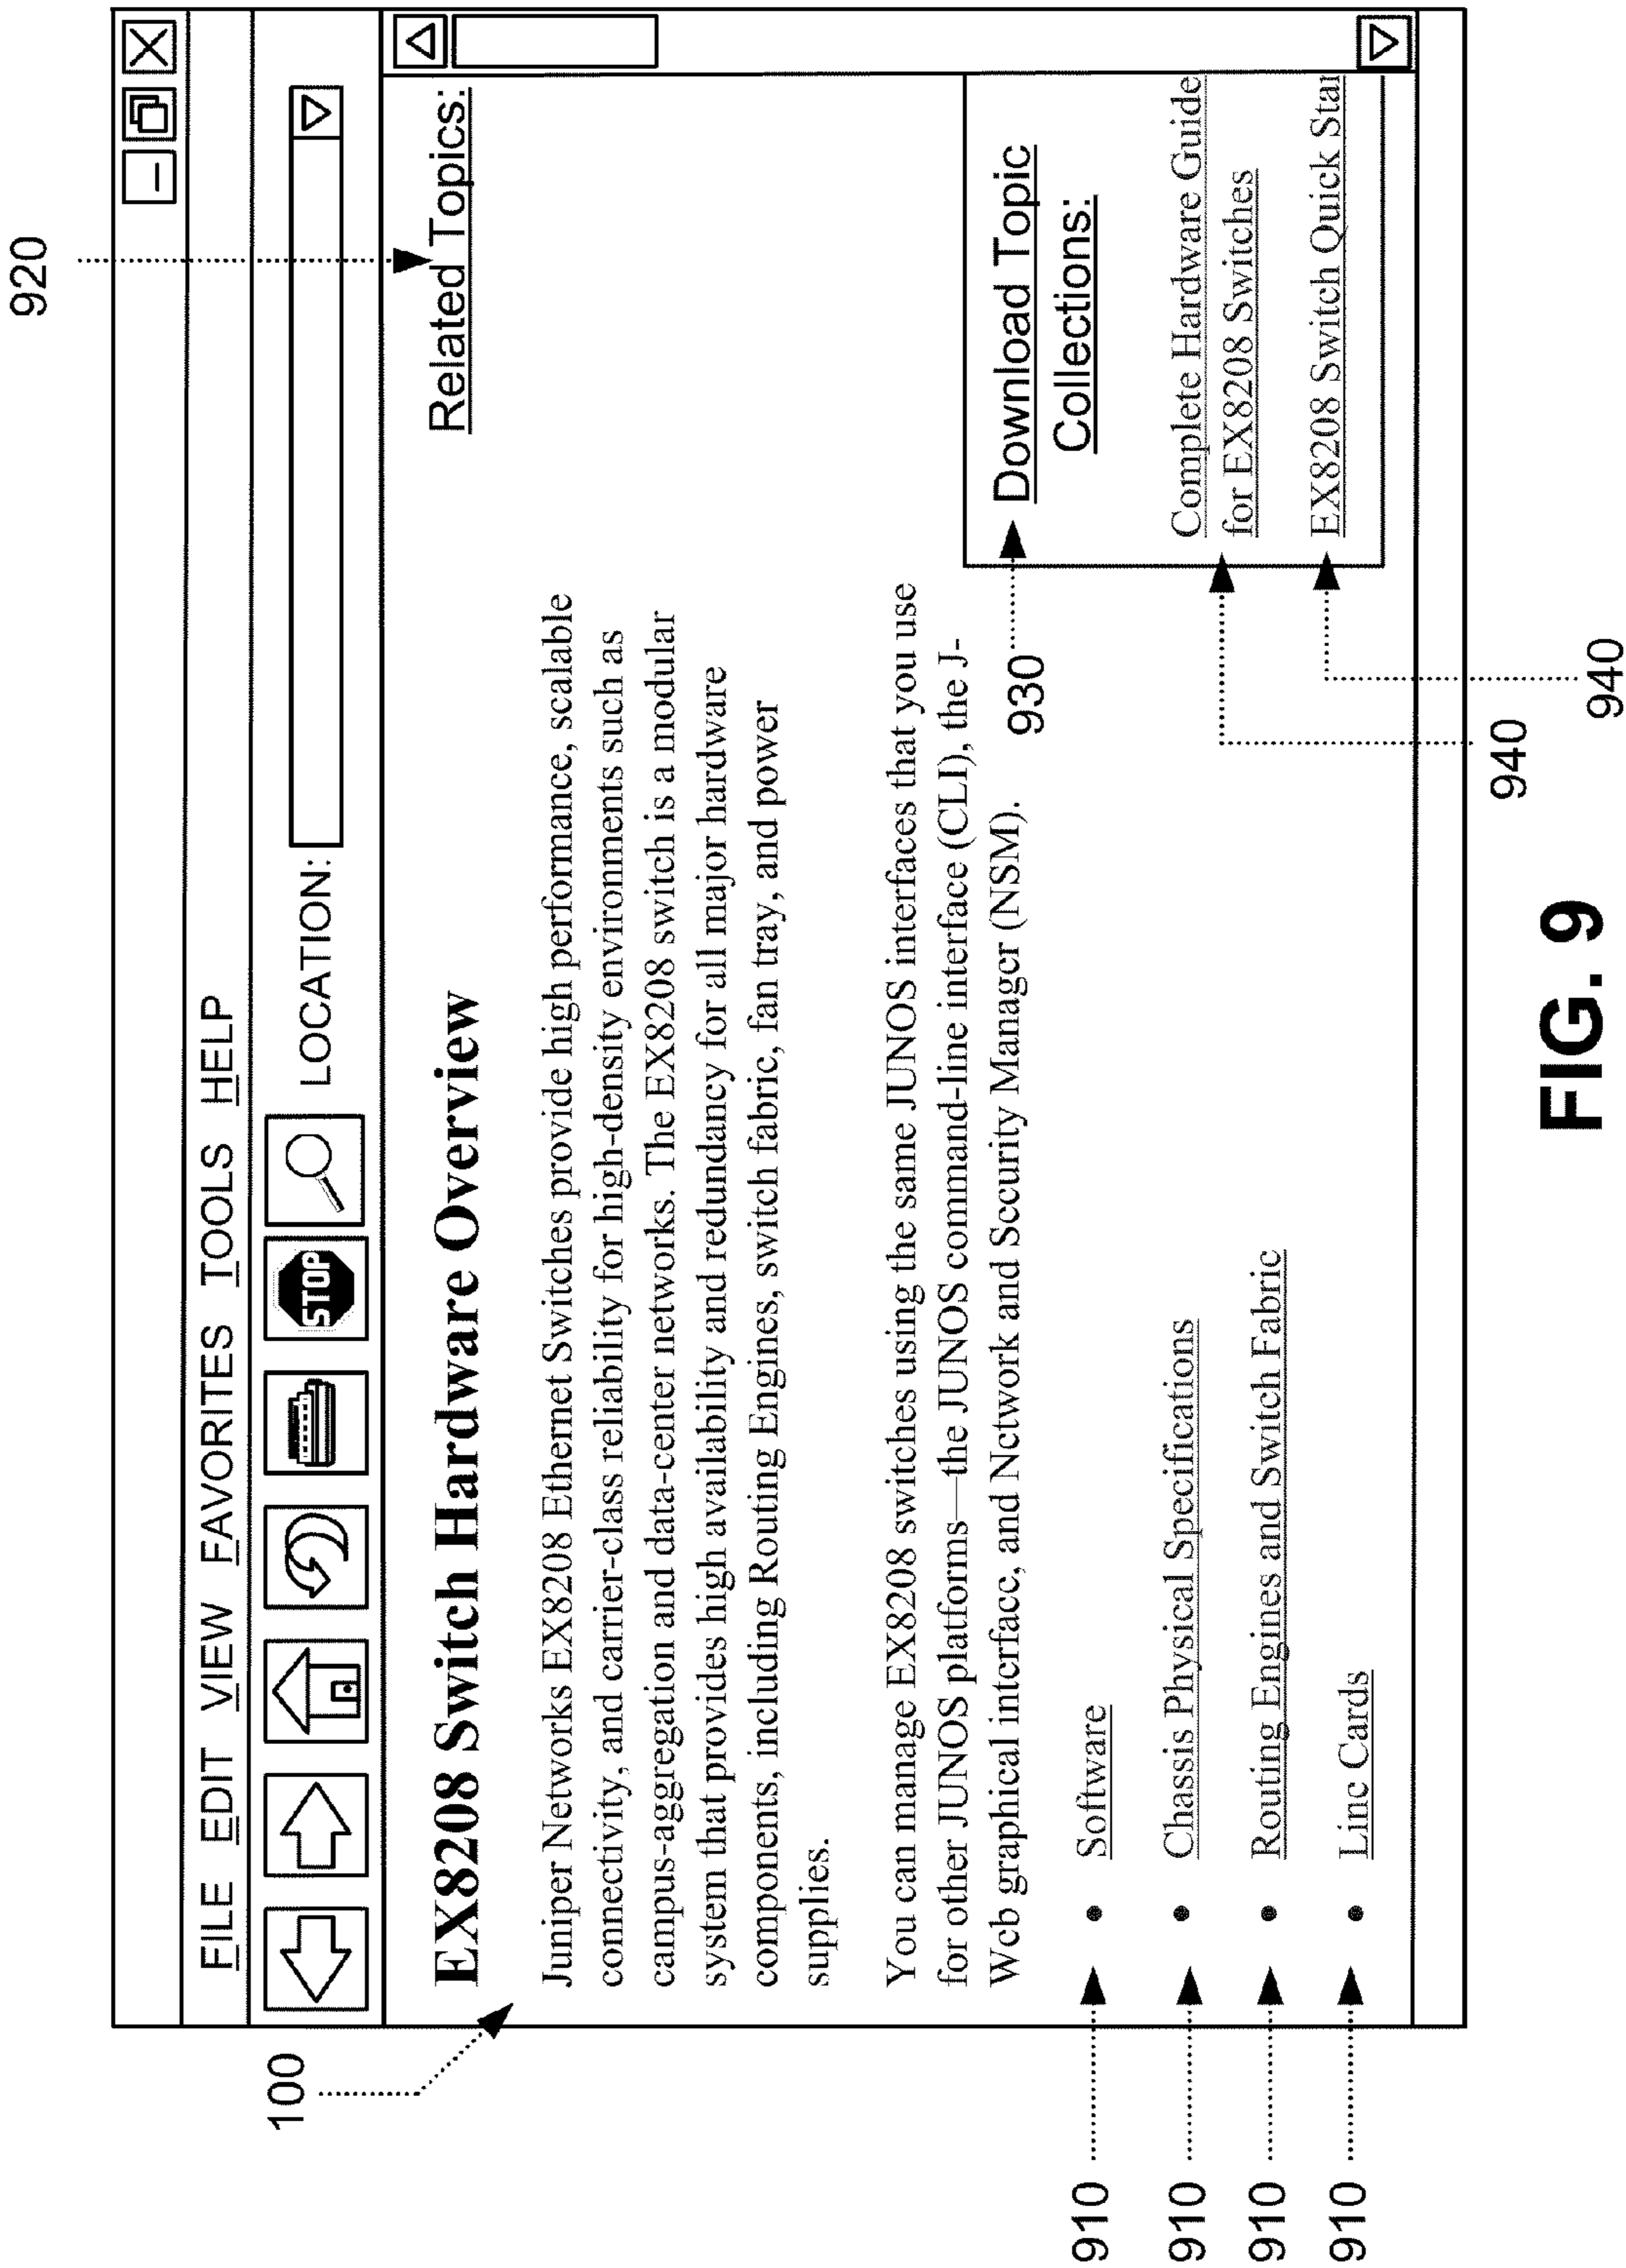 920
FILE EDIT VIEW FAVORITES TOOLS HELP
STOP
LOCATION:
100
EX8208 Switch Hardware Overview
Related Topics:
Juniper Networks EX8208 Ethernet Switches provide high performance, scalable
connectivity, and carrier-class reliability for high-density environments such as
campus-aggregation and data-center networks. The EX8208 switch is a modular
system that provides high availability and redundancy for all major hardware
components, including Routing Engines, switch fabric, fan tray, and power
supplies.
You can manage EX8208 switches using the same JUNOS interfaces that you use
for other JUNOS platforms—the JUNOS command-line interface (CLI), the J-
Web graphical interface, and Network and Security Manager (NSM).
930
Download Topic
Collections:
910
• Software
910
• Chassis Physical Specifications
910
• Routing Engines and Switch Fabric
910
• Line Cards
Complete Hardware Guide
for EX8208 Switches
EX8208 Switch Quick Star
940
940
FIG. 9